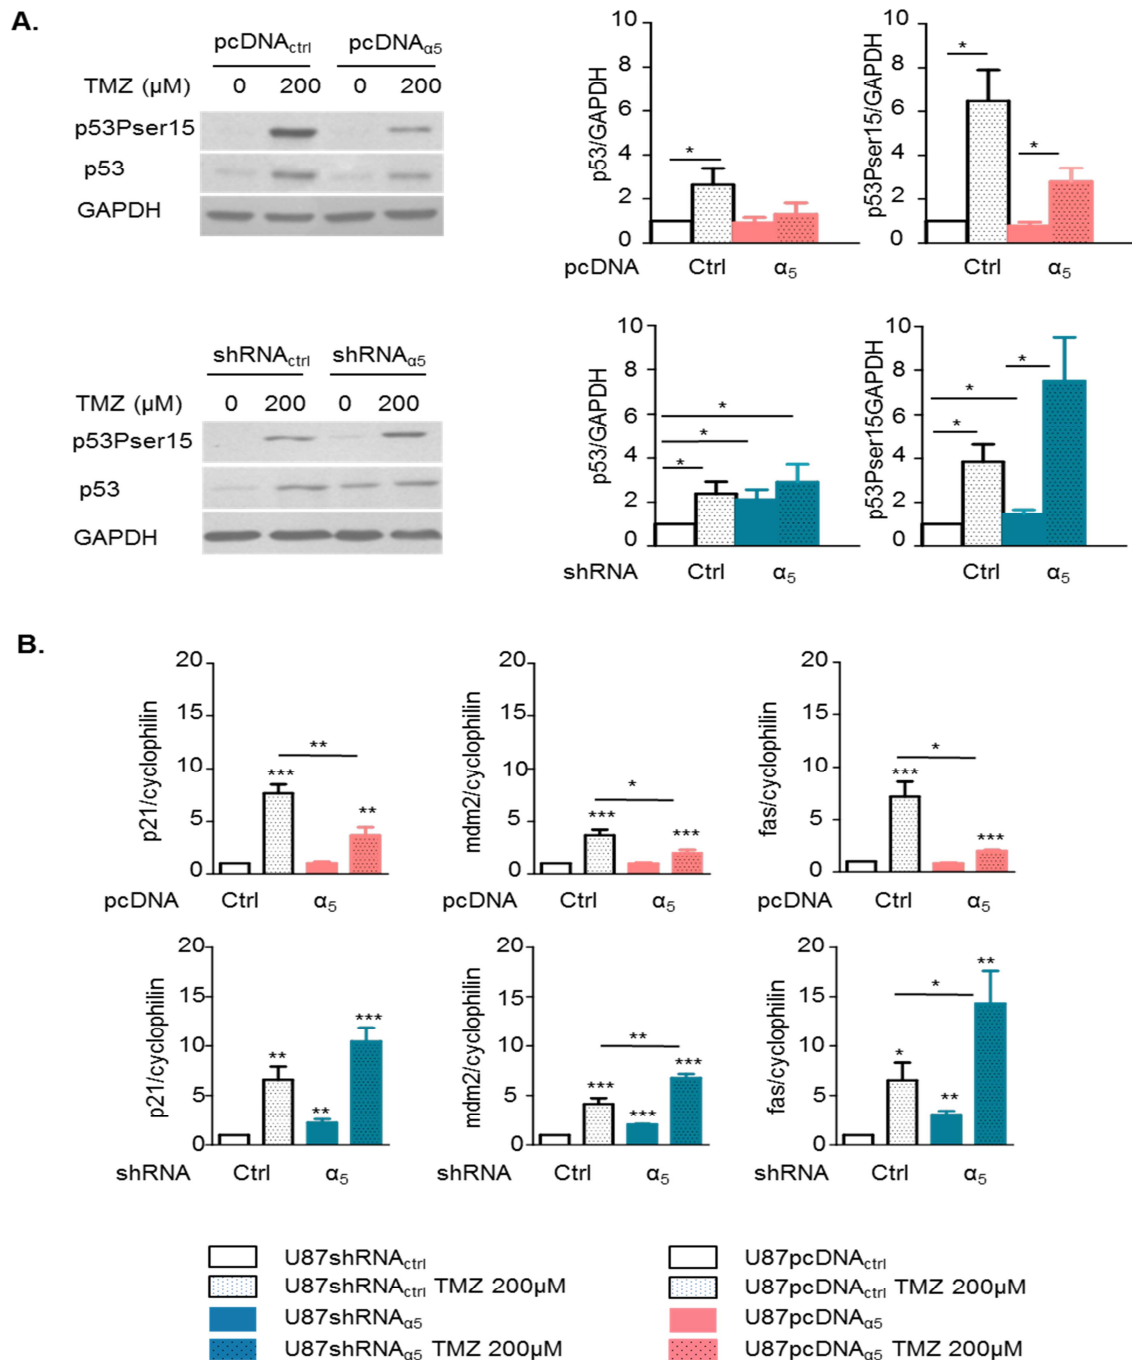 A.
pcDNActrl pcDNAα5
TMZ (µM) 0 200 0 200
p53Pser15
p53
GAPDH
p53/GAPDH
10
8
6
4
2
0
*
pcDNA Ctrl α5
p53Pser15/GAPDH
10
8
6
4
2
0
*
*
Ctrl α5
shRNActrl shRNAα5
TMZ (µM) 0 200 0 200
p53Pser15
p53
GAPDH
p53/GAPDH
10
8
6
4
2
0
*
*
*
shRNA Ctrl α5
p53Pser15GAPDH
10
8
6
4
2
0
*
*
*
Ctrl α5
B.
p21/cyclophilin
20
15
10
5
0
**
***
**
pcDNA Ctrl α5
mdm2/cyclophilin
20
15
10
5
0
*
***
***
pcDNA Ctrl α5
fas/cyclophilin
20
15
10
5
0
*
***
***
pcDNA Ctrl α5
p21/cyclophilin
20
15
10
5
0
***
**
**
shRNA Ctrl α5
mdm2/cyclophilin
20
15
10
5
0
**
***
***
***
shRNA Ctrl α5
fas/cyclophilin
20
15
10
5
0
**
*
*
**
shRNA Ctrl α5
U87shRNActrl
U87shRNActrl TMZ 200µM
U87shRNAα5
U87shRNAα5 TMZ 200µM
U87pcDNActrl
U87pcDNActrl TMZ 200µM
U87pcDNAα5
U87pcDNAα5 TMZ 200µM